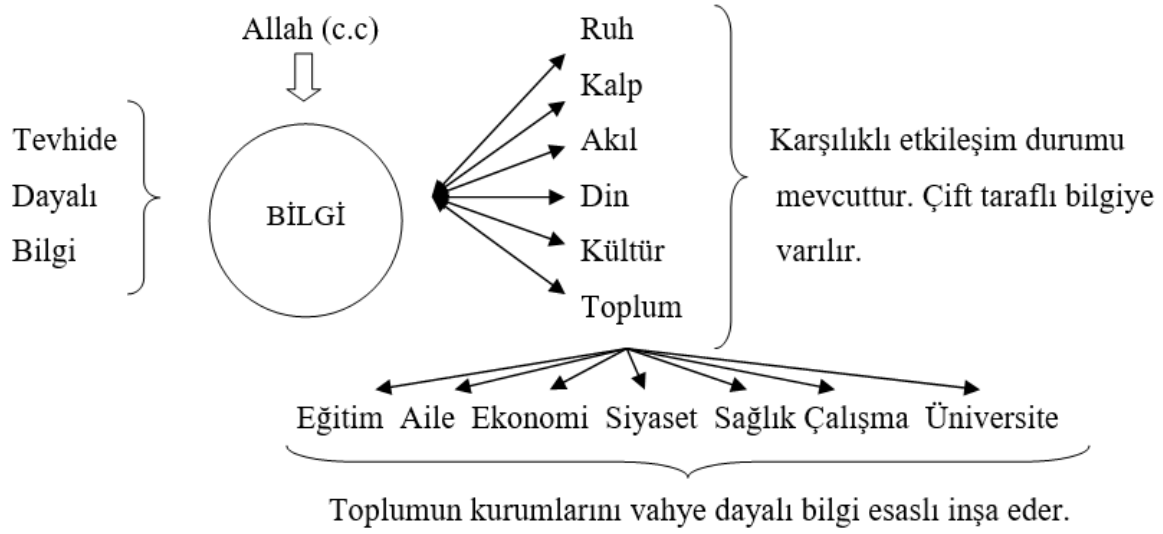 Allah (c.c)
Tevhide
Dayalı
Bilgi
BİLGİ
Ruh
Kalp
Akıl
Din
Kültür
Toplum
Karşılıklı etkileşim durumu
mevcuttur. Çift taraflı bilgiye
varılır.
Eğitim Aile Ekonomi Siyaset Sağlık Çalışma Üniversite
Toplumun kurumlarını vahye dayalı bilgi esaslı inşa eder.